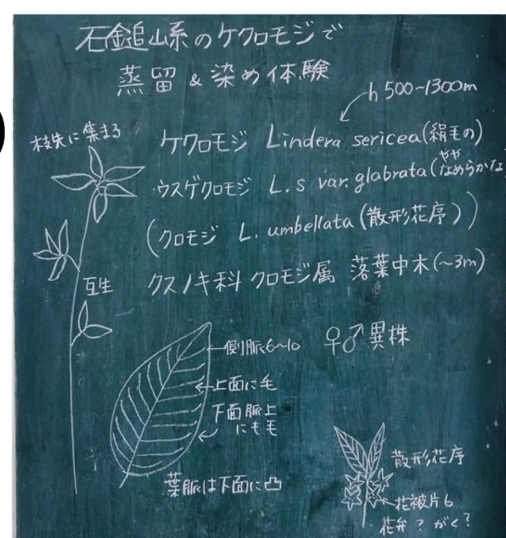 石鎚山系のケクロモジで
蒸留&染め体験
h 500~1300m
枝先に集まる
ケクロモジ Lindera sericea(絹毛の)
ウスゲクロモジ L.s var. glabrata(ややなめらかな)
(クロモジ L. umbellata(散形花序))
互生
クスノキ科 クロモジ属 落葉中木(~3m)
側脈6~10
♀♂異株
上面に毛
下面脈上
にも毛
葉脈は下面に凸
散形花序
花被片6
花弁?がく?